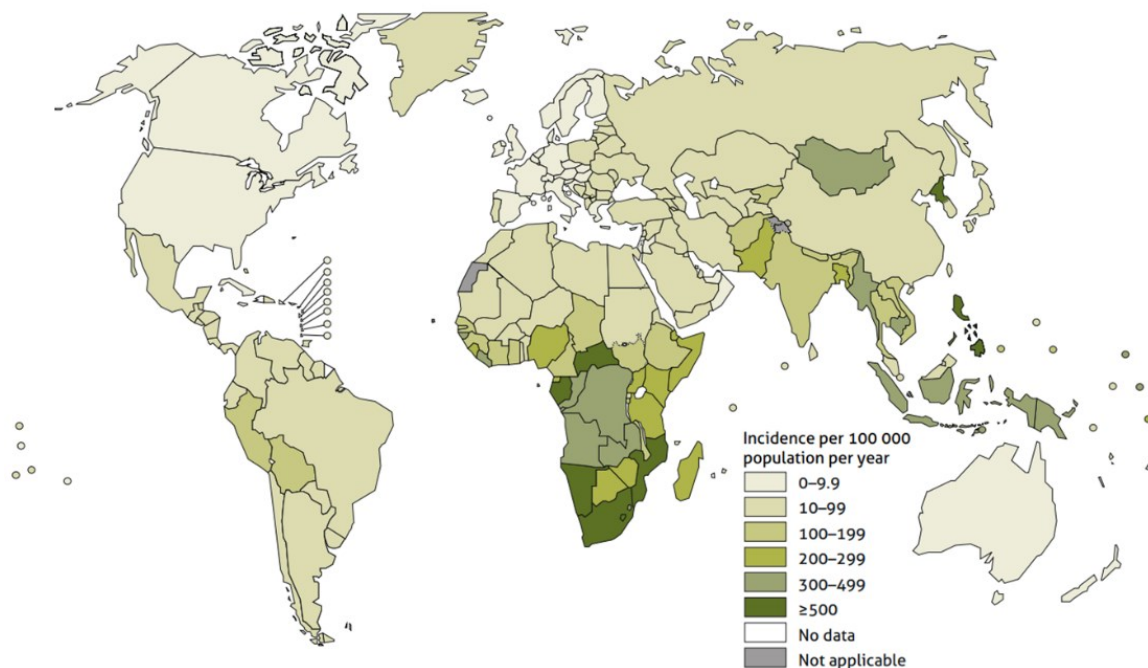 Incidence per 100 000
population per year
0–9.9
10–99
100–199
200–299
300–499
≥500
No data
Not applicable